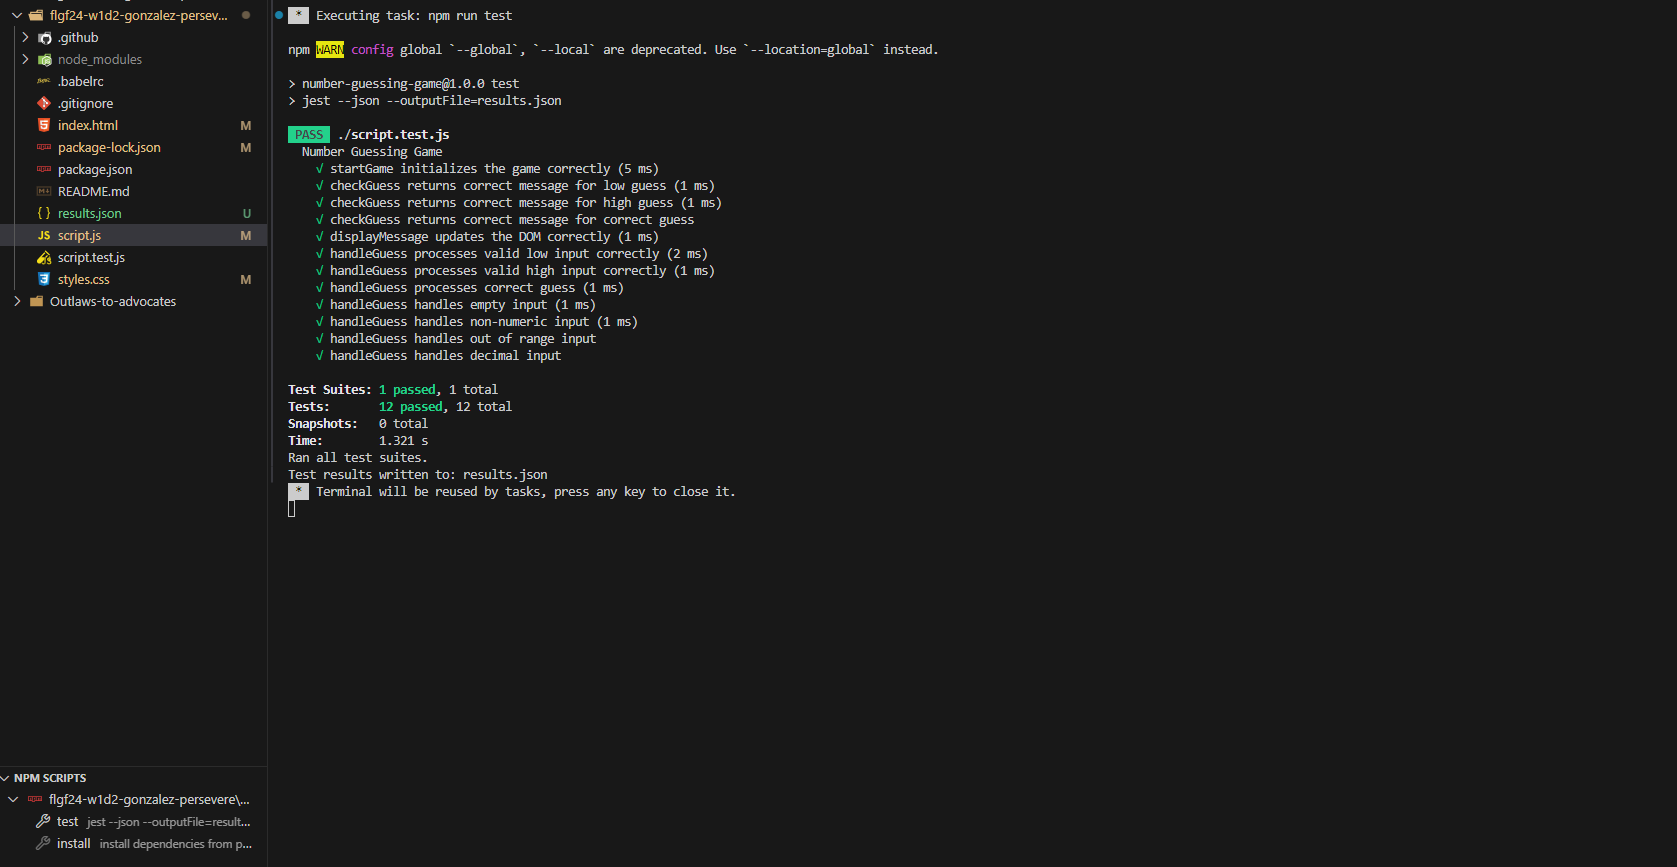 flgf24-w1d2-gonzalez-persev...
.github
node_modules
.babelrc
.gitignore
index.html M
package-lock.json M
package.json
README.md
results.json U
JS script.js M
script.test.js
styles.css M
Outlaws-to-advocates
NPM SCRIPTS
flgf24-w1d2-gonzalez-persevere\...
test jest --json --outputFile=result...
install install dependencies from p...
* Executing task: npm run test
npm WARN config global `--global`, `--local` are deprecated. Use `--location=global` instead.
> number-guessing-game@1.0.0 test
> jest --json --outputFile=results.json
PASS ./script.test.js
Number Guessing Game
√ startGame initializes the game correctly (5 ms)
√ checkGuess returns correct message for low guess (1 ms)
√ checkGuess returns correct message for high guess (1 ms)
√ checkGuess returns correct message for correct guess
√ displayMessage updates the DOM correctly (1 ms)
√ handleGuess processes valid low input correctly (2 ms)
√ handleGuess processes valid high input correctly (1 ms)
√ handleGuess processes correct guess (1 ms)
√ handleGuess handles empty input (1 ms)
√ handleGuess handles non-numeric input (1 ms)
√ handleGuess handles out of range input
√ handleGuess handles decimal input
Test Suites: 1 passed, 1 total
Tests: 12 passed, 12 total
Snapshots: 0 total
Time: 1.321 s
Ran all test suites.
Test results written to: results.json
* Terminal will be reused by tasks, press any key to close it.